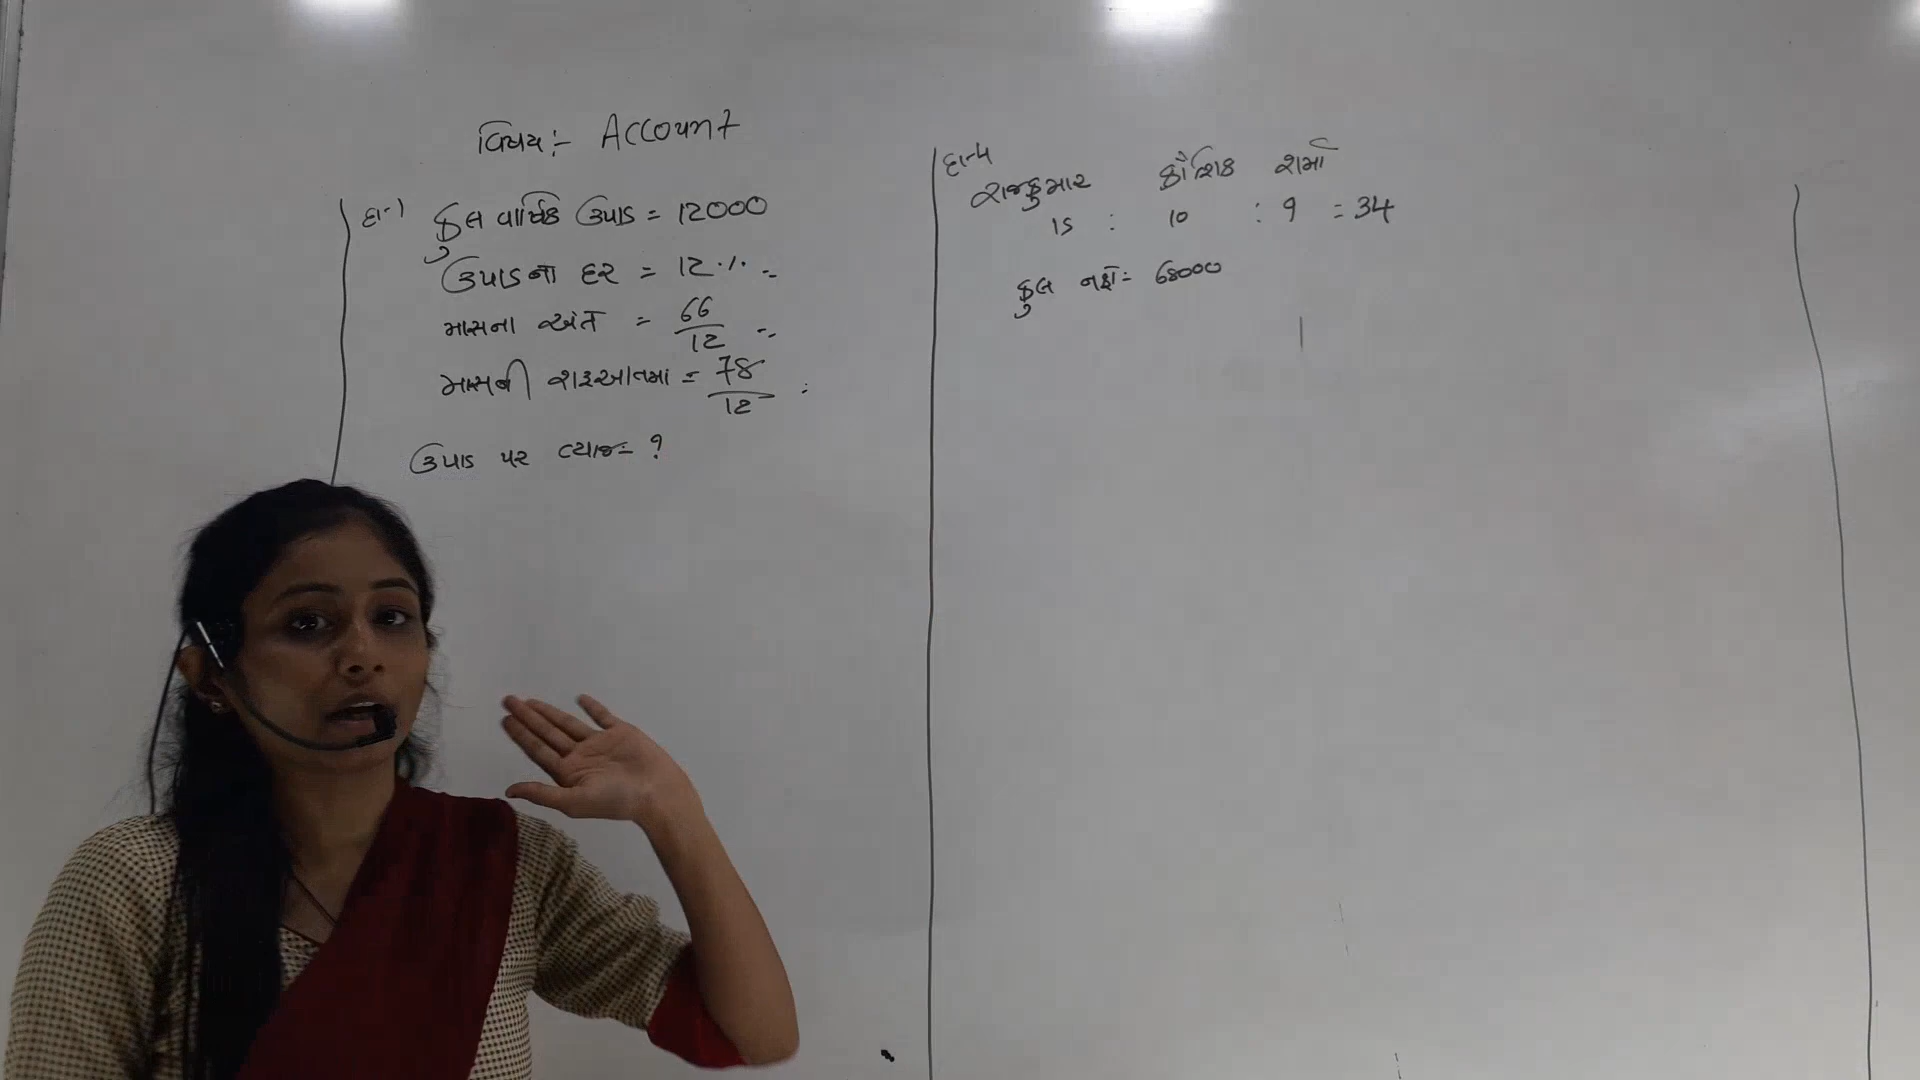 વિષય:- Account
દા-1 કુલ વાર્ષિક ઉપાડ = 12000
ઉપાડના દર = 12 %
માસના અંતે = 66/12
માસની શરૂઆતમાં = 78/12
ઉપાડ પર વ્યાજ = ?
દા-5
રાજકુમાર કૌશિક શર્મા
15 : 10 : 9 = 34
કુલ નફો = 68000